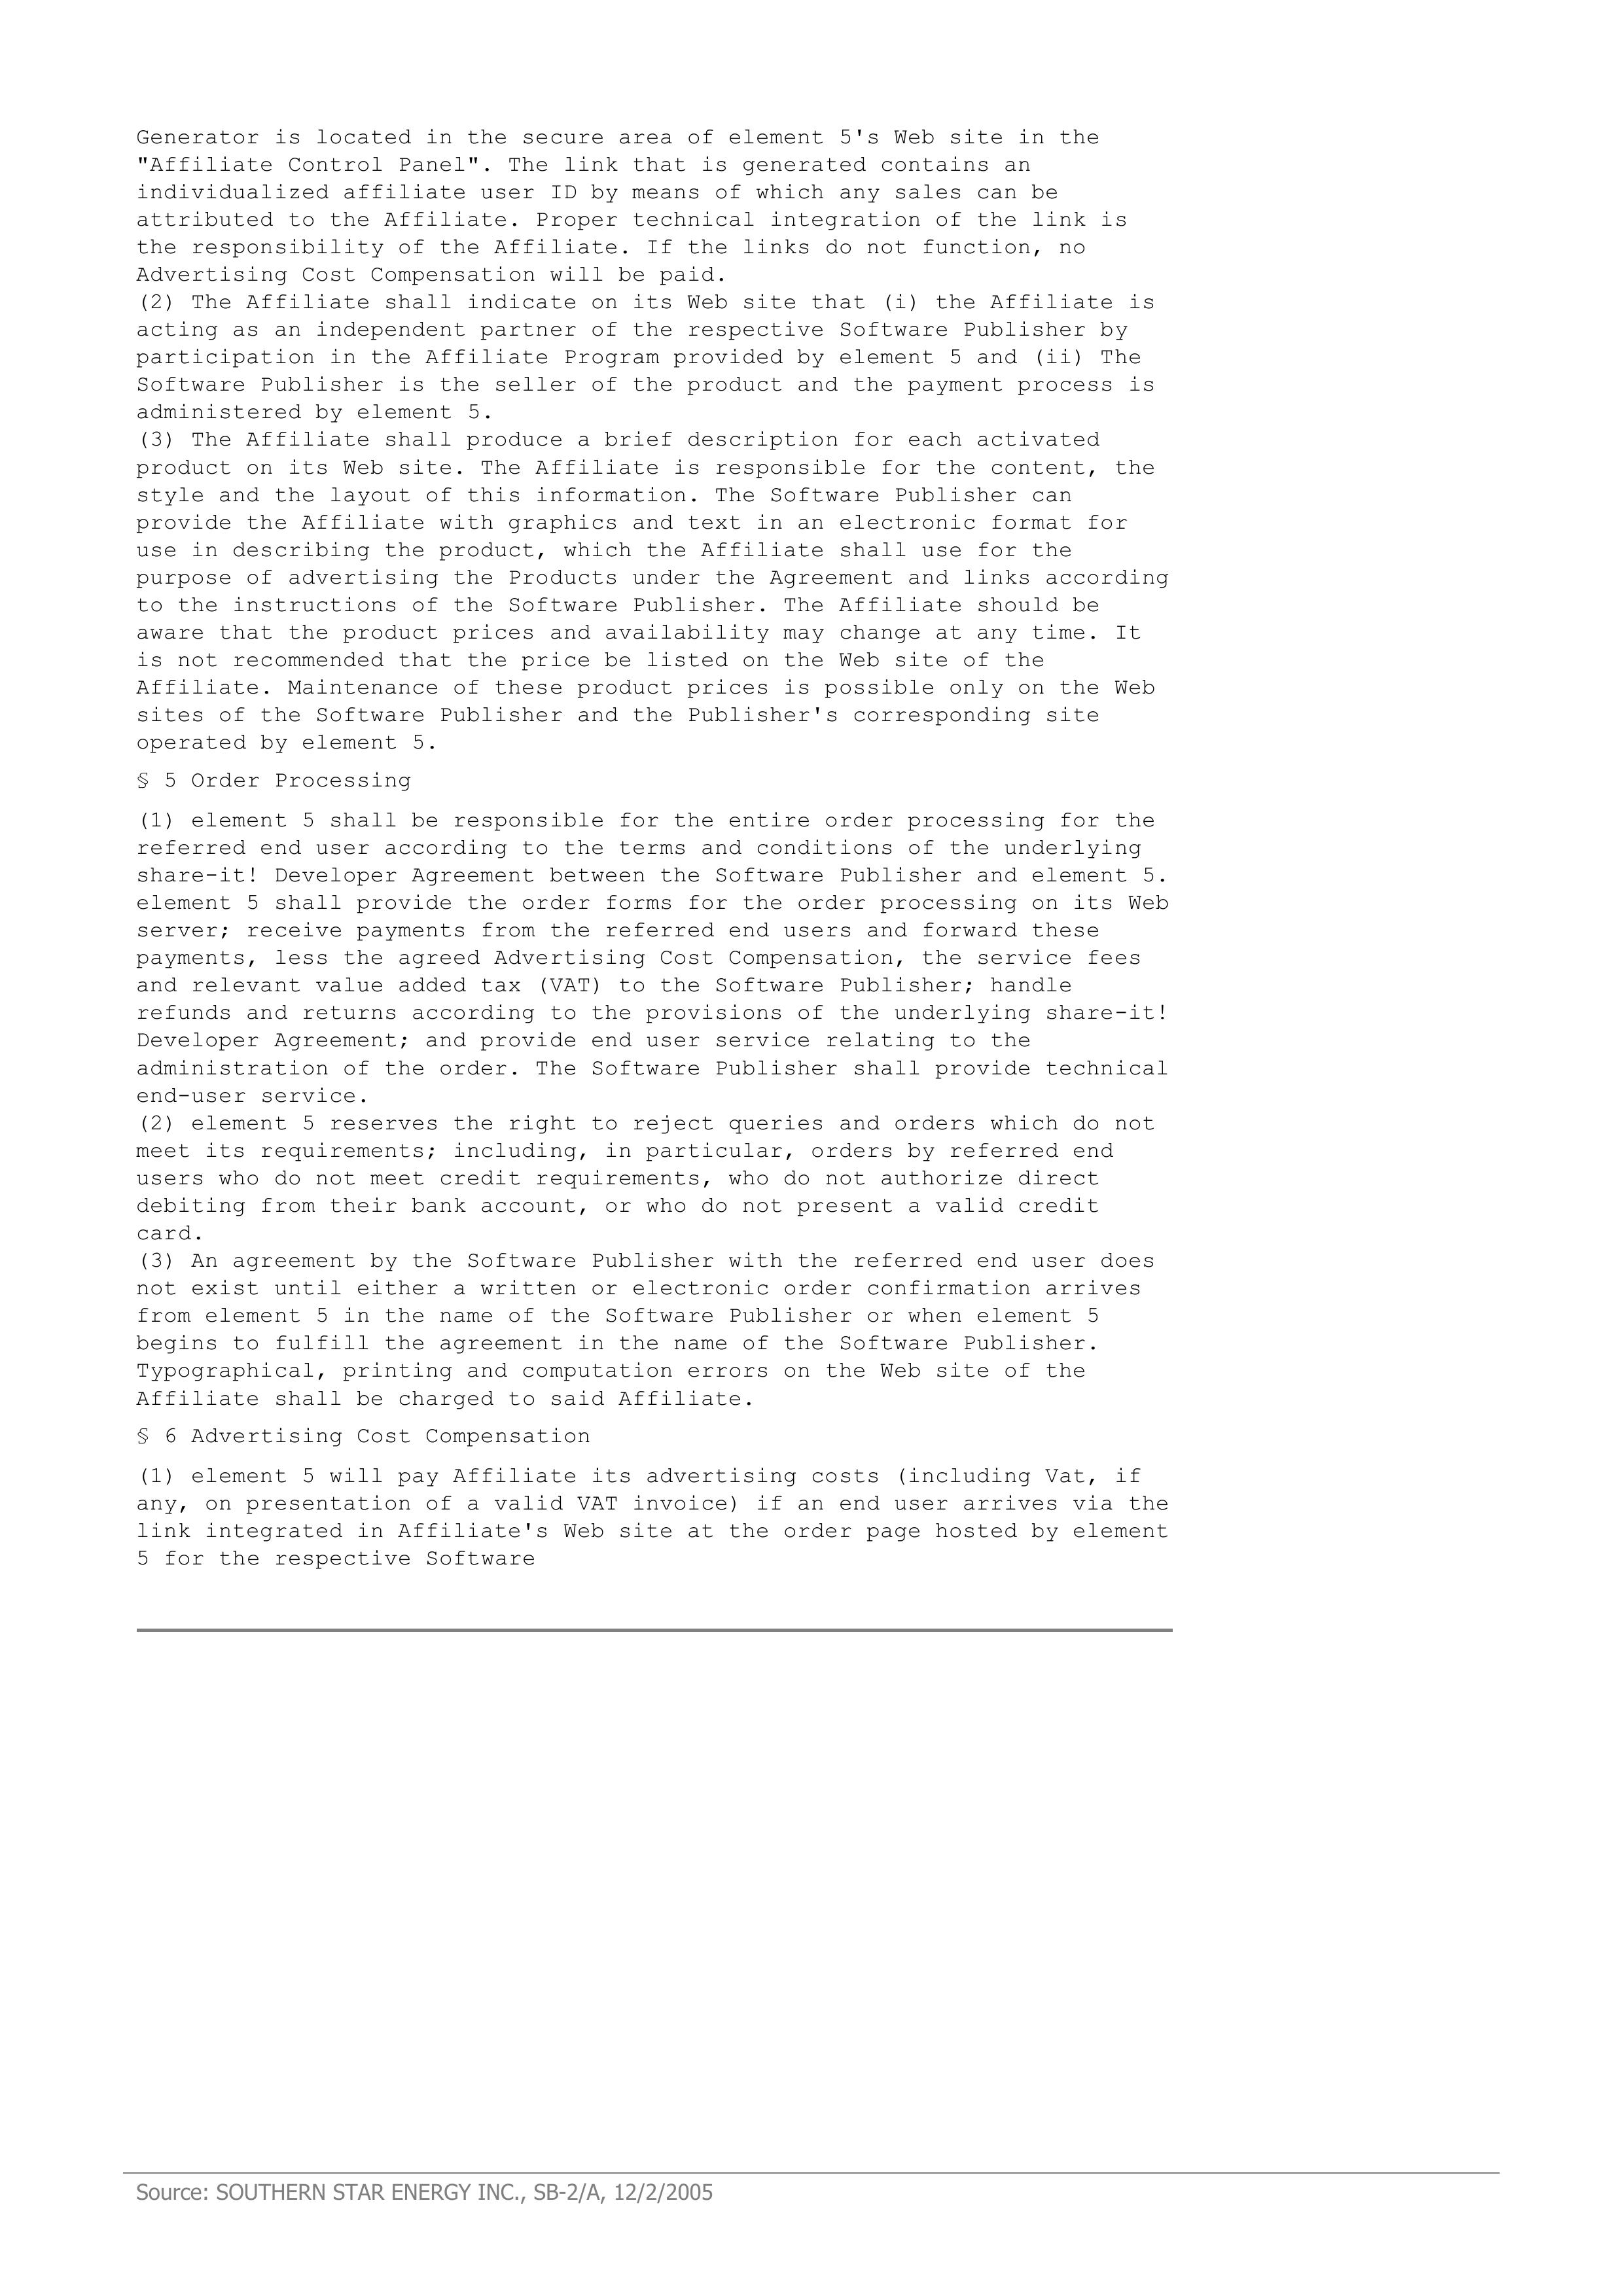 Generator is located in the secure area of element 5's Web site in the
"Affiliate Control Panel". The link that is generated contains an
individualized affiliate user ID by means of which any sales can be
attributed to the Affiliate. Proper technical integration of the link is
the responsibility of the Affiliate. If the links do not function, no
Advertising Cost Compensation will be paid.
(2) The Affiliate shall indicate on its Web site that (i) the Affiliate is
acting as an independent partner of the respective Software Publisher by
participation in the Affiliate Program provided by element 5 and (ii) The
Software Publisher is the seller of the product and the payment process is
administered by element 5.
(3) The Affiliate shall produce a brief description for each activated
product on its Web site. The Affiliate is responsible for the content, the
style and the layout of this information. The Software Publisher can
provide the Affiliate with graphics and text in an electronic format for
use in describing the product, which the Affiliate shall use for the
purpose of advertising the Products under the Agreement and links according
to the instructions of the Software Publisher. The Affiliate should be
aware that the product prices and availability may change at any time. It
is not recommended that the price be listed on the Web site of the
Affiliate. Maintenance of these product prices is possible only on the Web
sites of the Software Publisher and the Publisher's corresponding site
operated by element 5.
§ 5 Order Processing
(1) element 5 shall be responsible for the entire order processing for the
referred end user according to the terms and conditions of the underlying
share-it! Developer Agreement between the Software Publisher and element 5.
element 5 shall provide the order forms for the order processing on its Web
server; receive payments from the referred end users and forward these
payments, less the agreed Advertising Cost Compensation, the service fees
and relevant value added tax (VAT) to the Software Publisher; handle
refunds and returns according to the provisions of the underlying share-it!
Developer Agreement; and provide end user service relating to the
administration of the order. The Software Publisher shall provide technical
end-user service.
(2) element 5 reserves the right to reject queries and orders which do not
meet its requirements; including, in particular, orders by referred end
users who do not meet credit requirements, who do not authorize direct
debiting from their bank account, or who do not present a valid credit
card.
(3) An agreement by the Software Publisher with the referred end user does
not exist until either a written or electronic order confirmation arrives
from element 5 in the name of the Software Publisher or when element 5
begins to fulfill the agreement in the name of the Software Publisher.
Typographical, printing and computation errors on the Web site of the
Affiliate shall be charged to said Affiliate.
§ 6 Advertising Cost Compensation
(1) element 5 will pay Affiliate its advertising costs (including Vat, if
any, on presentation of a valid VAT invoice) if an end user arrives via the
link integrated in Affiliate's Web site at the order page hosted by element
5 for the respective Software
Source: SOUTHERN STAR ENERGY INC., SB-2/A, 12/2/2005